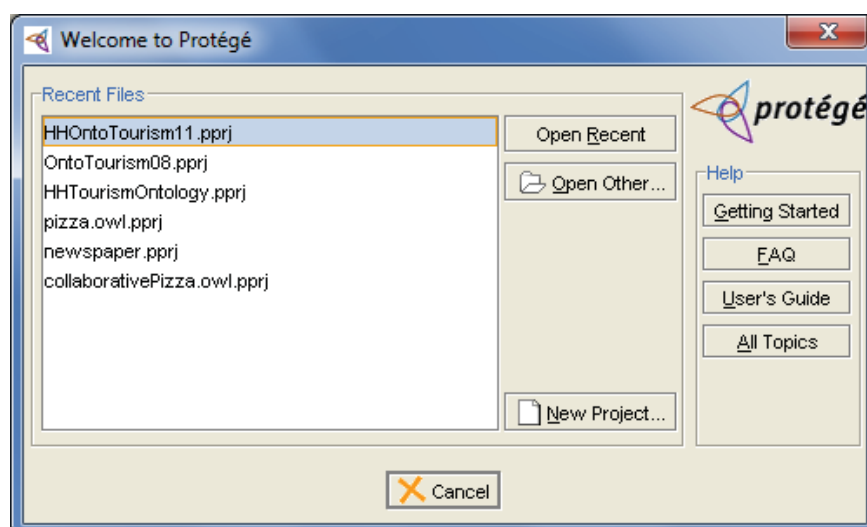 Welcome to Protégé
Recent Files
HHOntoTourism11.pprj
OntoTourism08.pprj
HHTourismOntology.pprj
pizza.owl.pprj
newspaper.pprj
collaborativePizza.owl.pprj
Open Recent
Open Other...
New Project...
protégé
Help
Getting Started
FAQ
User's Guide
All Topics
Cancel